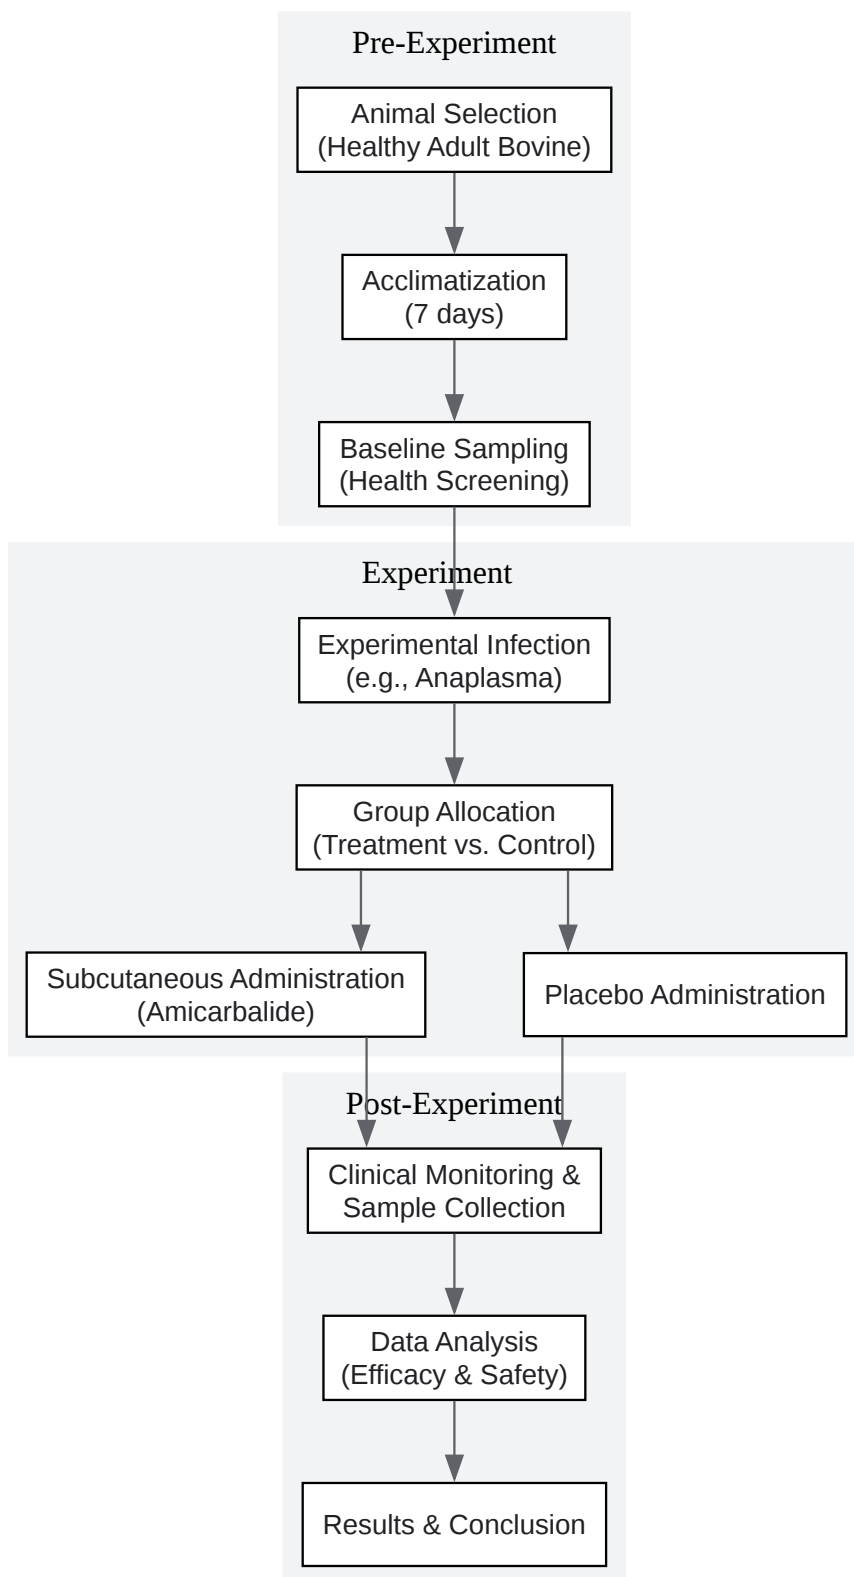 Pre-Experiment
Animal Selection
(Healthy Adult Bovine)
Acclimatization
(7 days)
Baseline Sampling
(Health Screening)
Experiment
Experimental Infection
(e.g., Anaplasma)
Group Allocation
(Treatment vs. Control)
Subcutaneous Administration
(Amicarbalide)
Placebo Administration
Post-Experiment
Clinical Monitoring &
Sample Collection
Data Analysis
(Efficacy & Safety)
Results & Conclusion